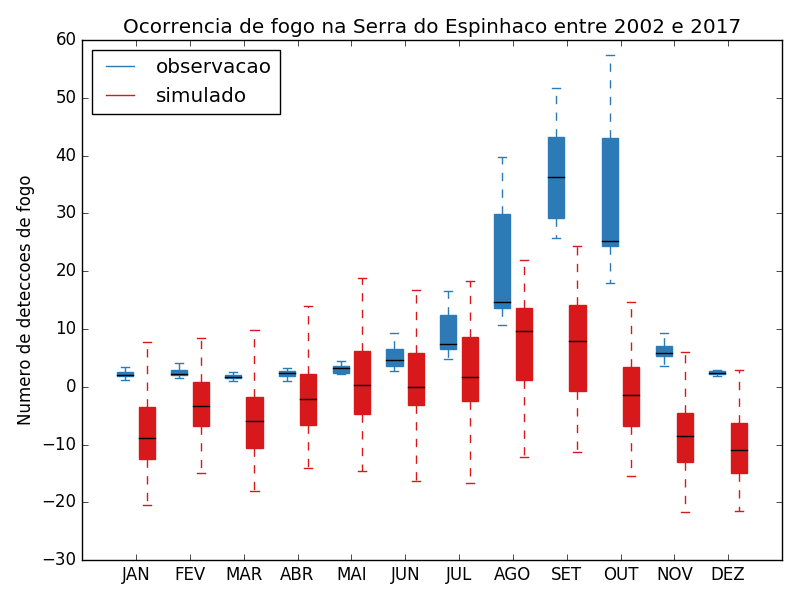 Ocorrencia de fogo na Serra do Espinhaco entre 2002 e 2017
observacao
simulado
Numero de deteccoes de fogo
60
50
40
30
20
10
0
−10
−20
−30
JAN FEV MAR ABR MAI JUN JUL AGO SET OUT NOV DEZ